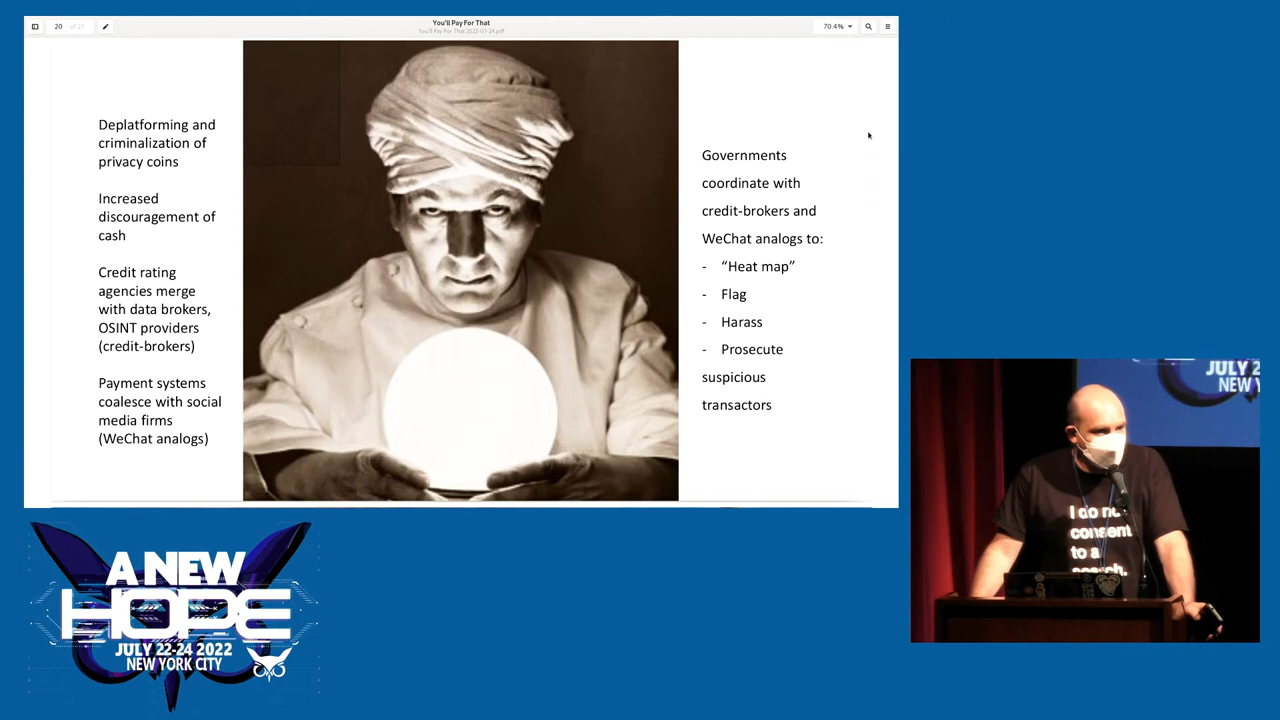 You'll Pay For That
You'll Pay For That 2022-07-24.pdf
20 of 21
70.4%
Deplatforming and
criminalization of
privacy coins
Increased
discouragement of
cash
Credit rating
agencies merge
with data brokers,
OSINT providers
(credit-brokers)
Payment systems
coalesce with social
media firms
(WeChat analogs)
Governments
coordinate with
credit-brokers and
WeChat analogs to:
- “Heat map”
- Flag
- Harass
- Prosecute
suspicious
transactors
JULY 2
NEW Y
I do not
consent
to a
search.
A NEW
HOPE
JULY 22-24 2022
NEW YORK CITY